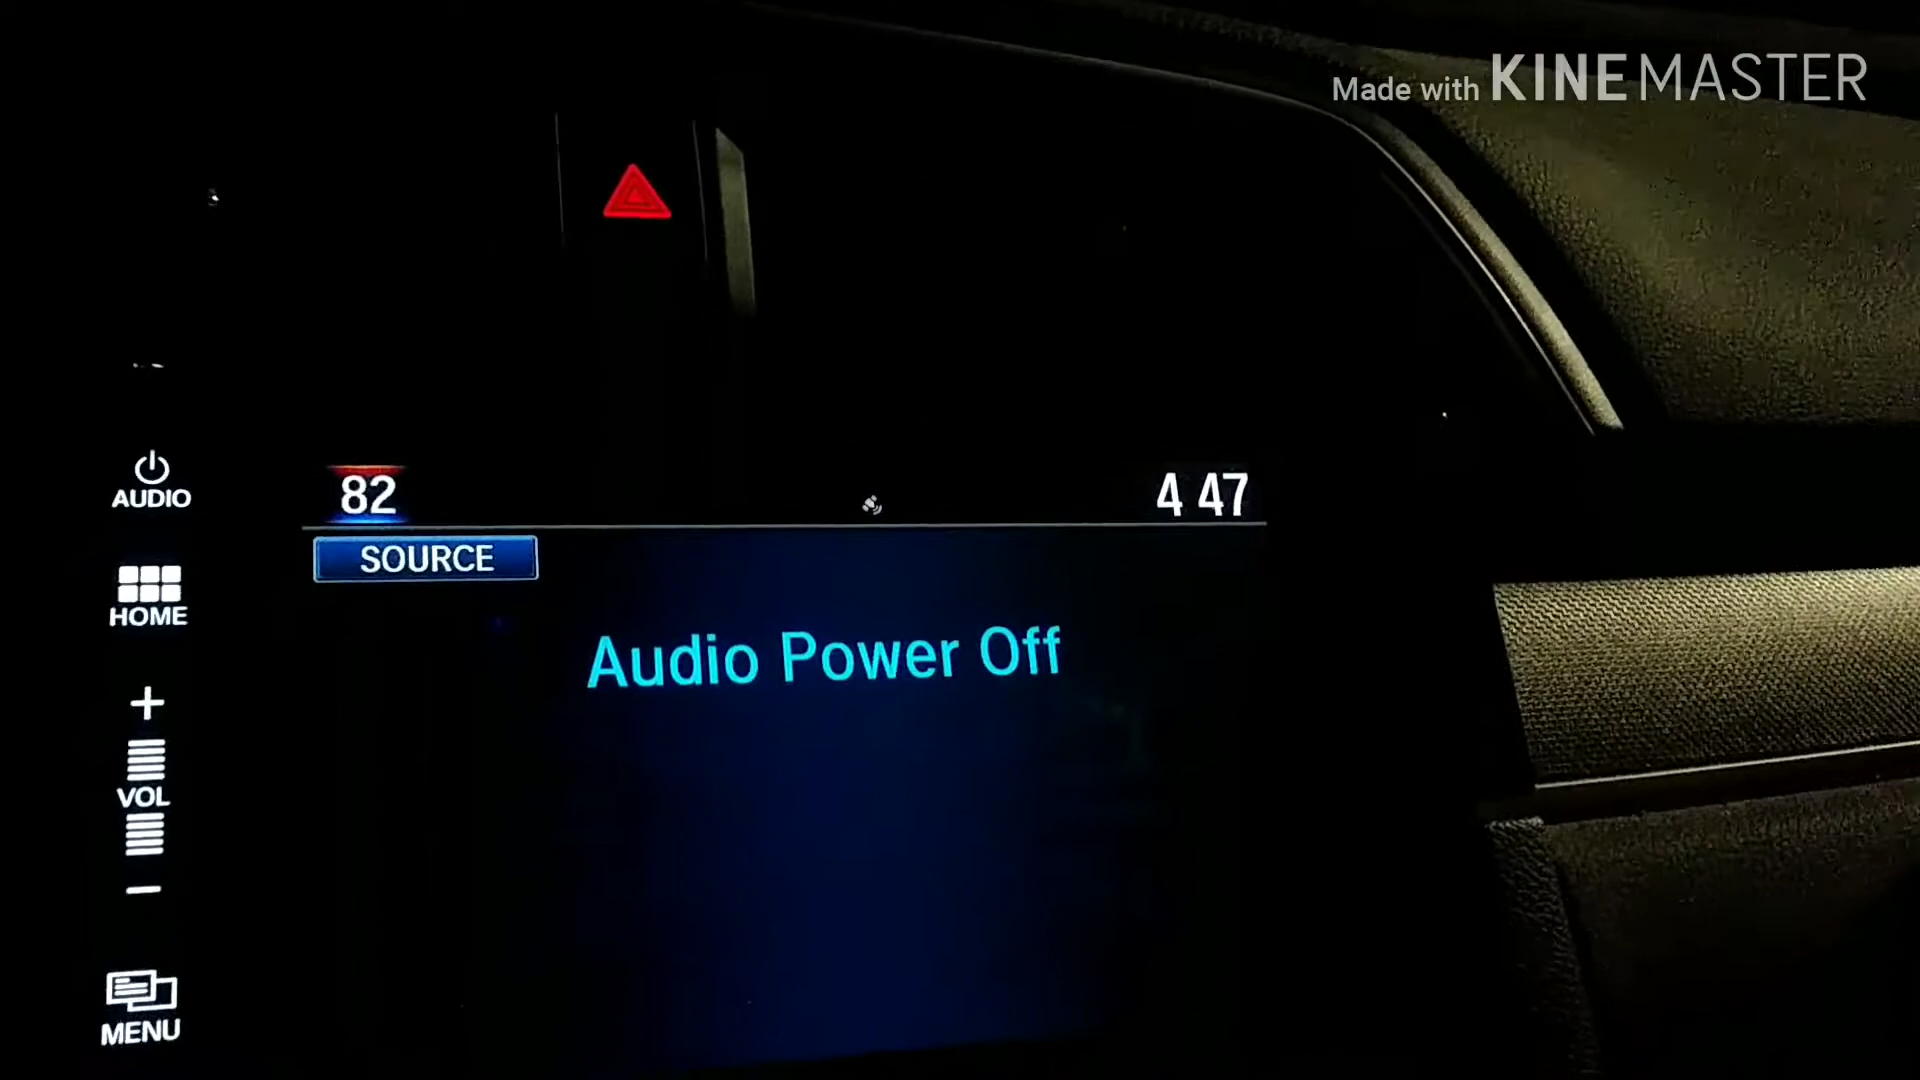 Made with KINEMASTER
AUDIO
82
4 47
SOURCE
HOME
Audio Power Off
+
VOL
-
MENU